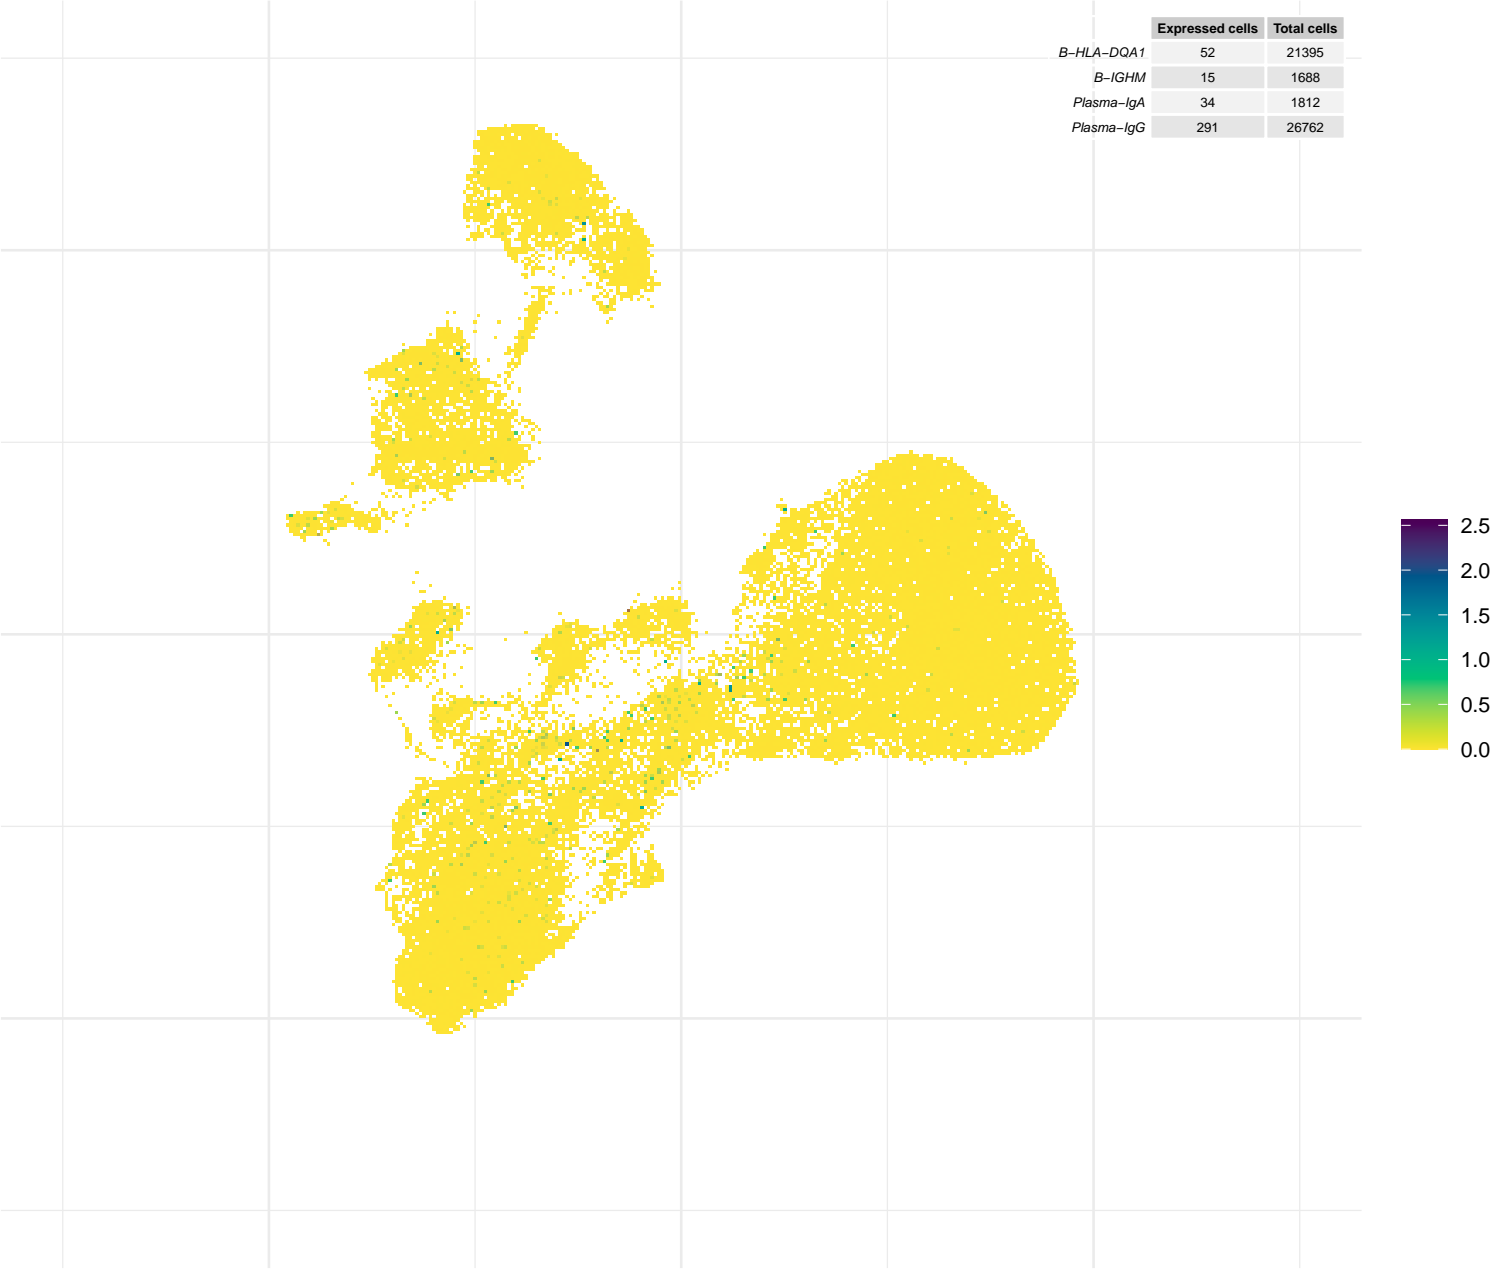 Expressed cells Total cells
B−HLA−DQA1 52 21395
B−IGHM 15 1688
Plasma−IgA 34 1812
Plasma−IgG 291 26762
2.5
2.0
1.5
1.0
0.5
0.0